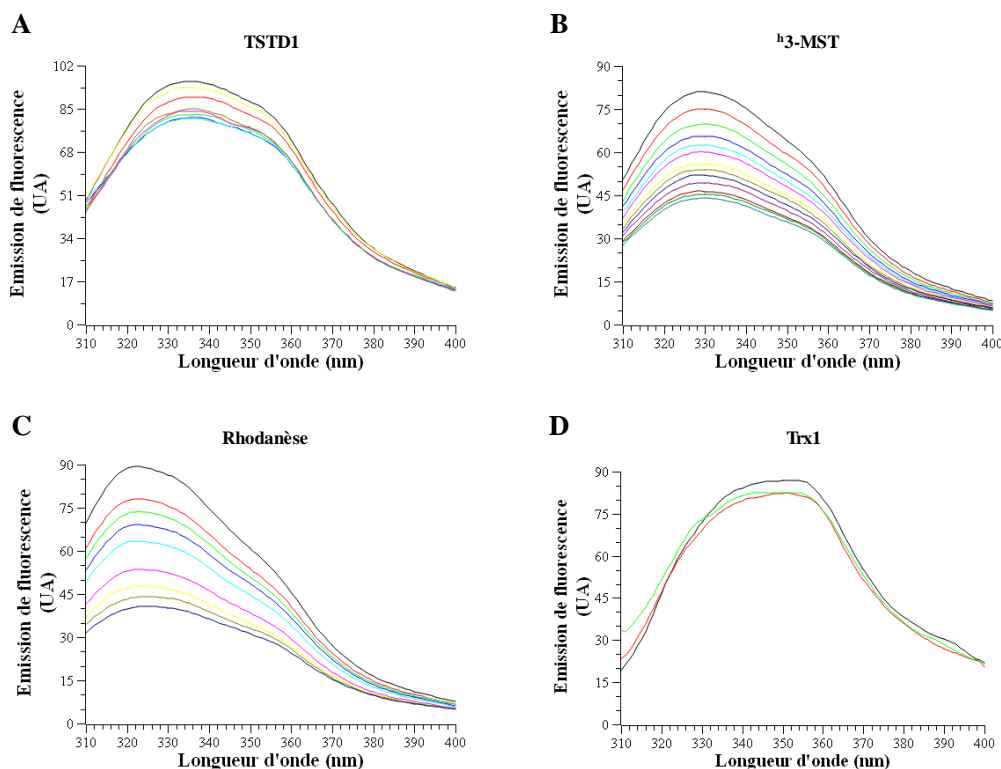 A
TSTD1
102
85
68
51
34
17
0
310 320 330 340 350 360 370 380 390 400
Longueur d'onde (nm)
Emission de fluorescence
(UA)
B
ʰ3-MST
90
75
60
45
30
15
0
310 320 330 340 350 360 370 380 390 400
Longueur d'onde (nm)
Emission de fluorescence
(UA)
C
Rhodanèse
90
75
60
45
30
15
0
310 320 330 340 350 360 370 380 390 400
Longueur d'onde (nm)
Emission de fluorescence
(UA)
D
Trx1
90
75
60
45
30
15
0
310 320 330 340 350 360 370 380 390 400
Longueur d'onde (nm)
Emission de fluorescence
(UA)